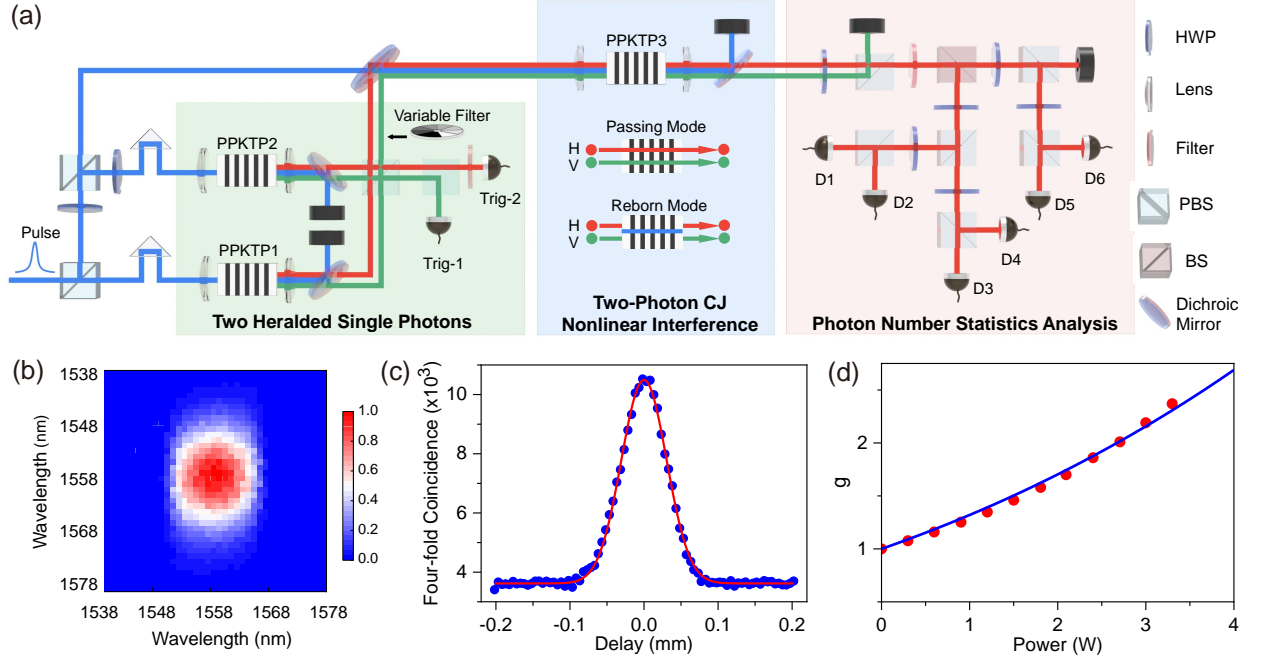 (a)
Pulse
PPKTP2
PPKTP1
Variable Filter
Trig-2
Trig-1
Two Heralded Single Photons
PPKTP3
Passing Mode
H
V
Reborn Mode
H
V
Two-Photon CJ
Nonlinear Interference
D1
D2
D3
D4
D5
D6
Photon Number Statistics Analysis
HWP
Lens
Filter
PBS
BS
Dichroic
Mirror
(b)
Wavelength (nm)
1538
1548
1558
1568
1578
1538 1548 1558 1568 1578
Wavelength (nm)
1.0
0.8
0.6
0.4
0.2
0.0
(c)
Four-fold Coincidence (x10³)
10
8
6
4
-0.2 -0.1 0.0 0.1 0.2
Delay (mm)
(d)
g
2
1
0 1 2 3 4
Power (W)